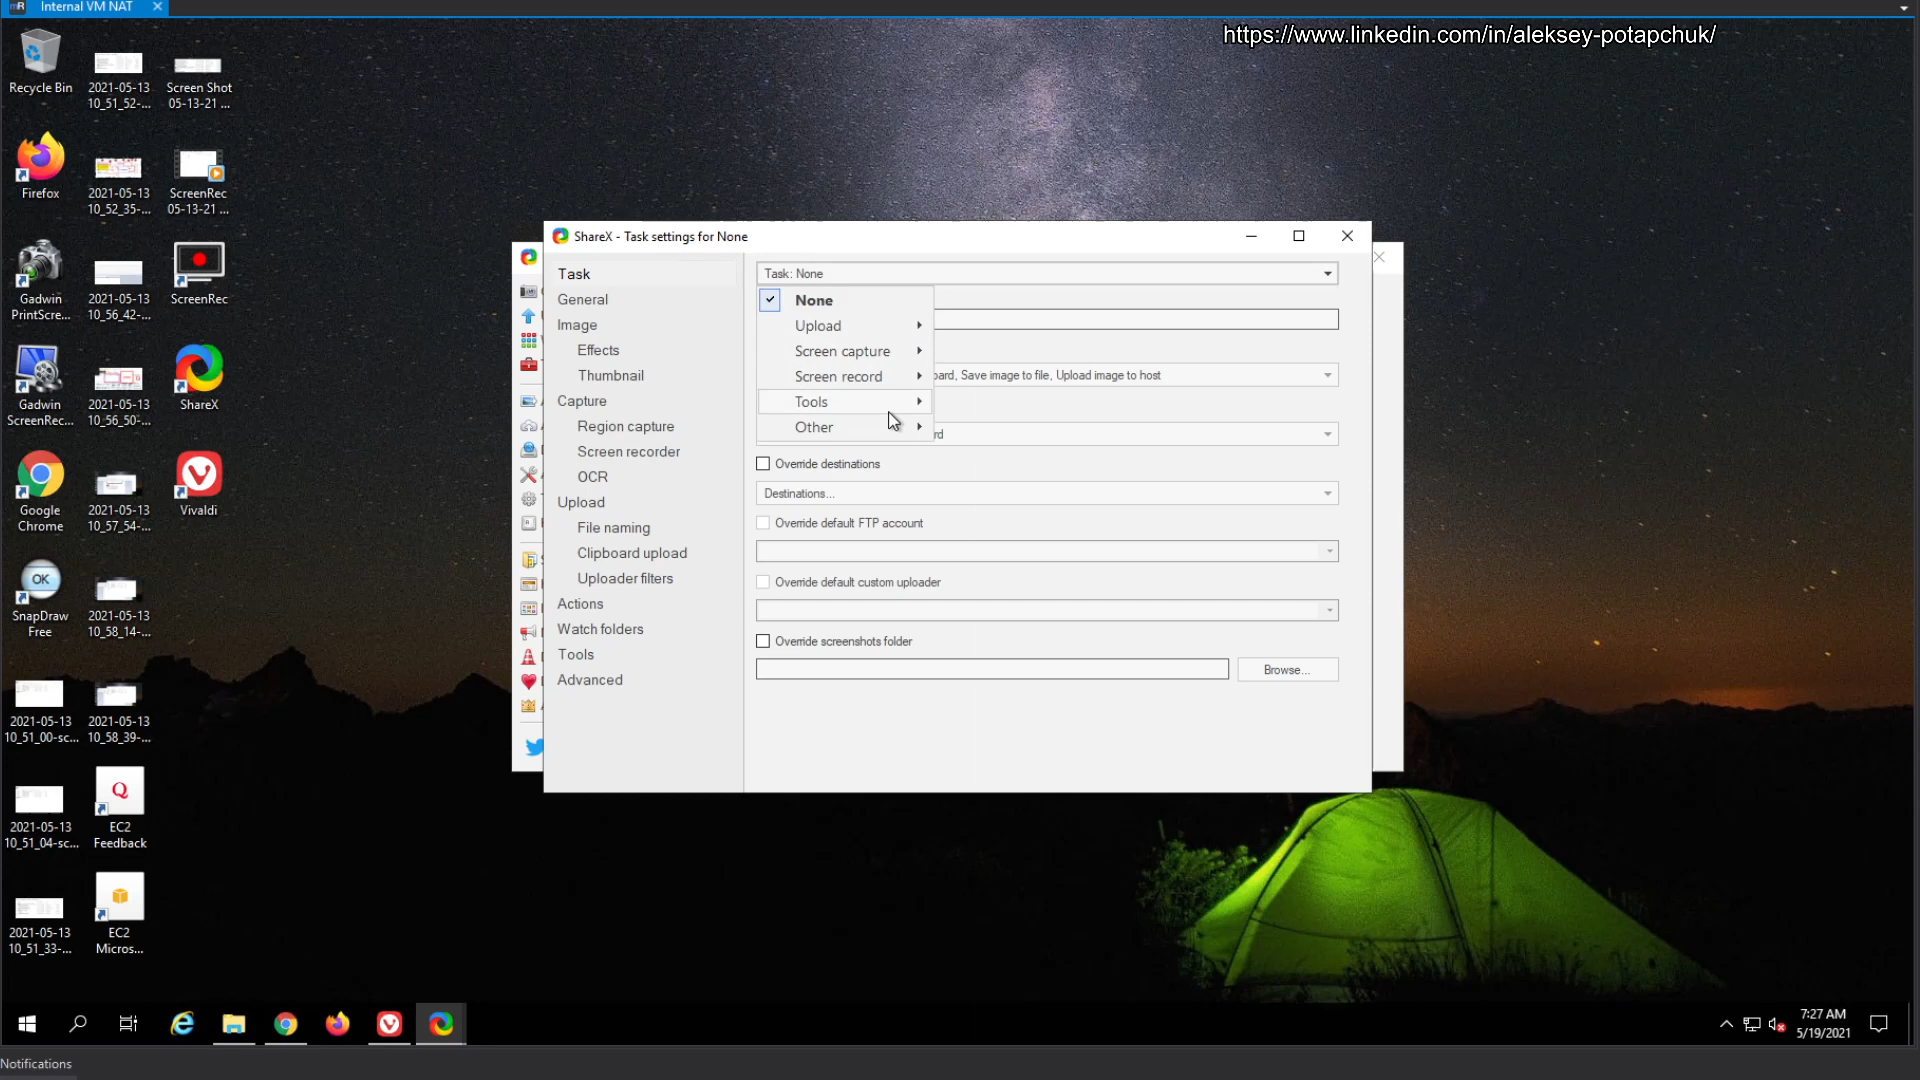 Internal VM NAT
https://www.linkedin.com/in/aleksey-potapchuk/
Recycle Bin
2021-05-13
10_51_52-...
Screen Shot
05-13-21 ...
Firefox
2021-05-13
10_52_35-...
ScreenRec
05-13-21 ...
Gadwin
PrintScre...
2021-05-13
10_56_42-...
ScreenRec
Gadwin
ScreenRec...
2021-05-13
10_56_50-...
ShareX
Google
Chrome
2021-05-13
10_57_54-...
Vivaldi
OK
SnapDraw
Free
2021-05-13
10_58_14-...
2021-05-13
10_51_00-sc...
2021-05-13
10_58_39-...
2021-05-13
10_51_04-sc...
EC2
Feedback
2021-05-13
10_51_33-...
EC2
Micros...
ShareX - Task settings for None
Task
General
Image
Effects
Thumbnail
Capture
Region capture
Screen recorder
OCR
Upload
File naming
Clipboard upload
Uploader filters
Actions
Watch folders
Tools
Advanced
Task: None
None
Upload
Screen capture
Screen record
Tools
Other
oard, Save image to file, Upload image to host
rd
Override destinations
Destinations...
Override default FTP account
Override default custom uploader
Override screenshots folder
Browse...
7:27 AM
5/19/2021
Notifications